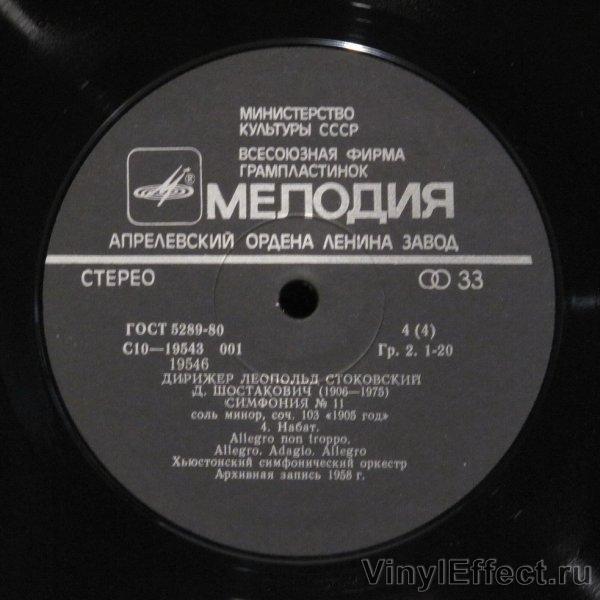 МИНИСТЕРСТВО
КУЛЬТУРЫ СССР
ВСЕСОЮЗНАЯ ФИРМА
ГРАМПЛАСТИНОК
®
МЕЛОДИЯ
АПРЕЛЕВСКИЙ ОРДЕНА ЛЕНИНА ЗАВОД
СТЕРЕО 33
ГОСТ 5289-80 4 (4)
С10—19543 001 Гр. 2. 1-20
19546
ДИРИЖЕР ЛЕОПОЛЬД СТОКОВСКИЙ
Д. ШОСТАКОВИЧ (1906—1975)
СИМФОНИЯ № 11
соль минор, соч. 103 «1905 год»
4. Набат.
Allegro non troppo.
Allegro. Adagio. Allegro
Хьюстонский симфонический оркестр
Архивная запись 1958 г.
VinylEffect.ru